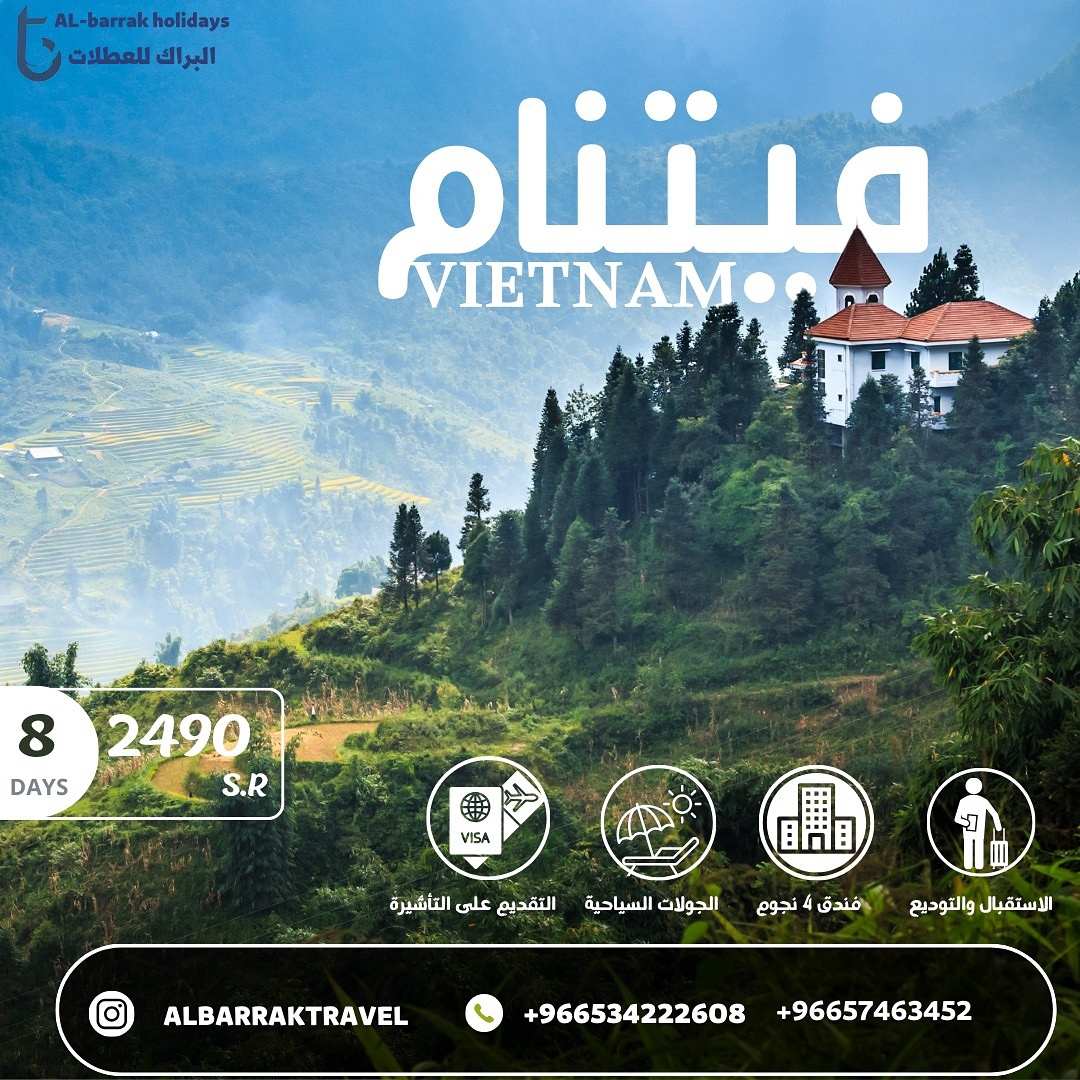 AL-barrak holidays
البراك للعطلات
فيتنام
VIETNAM
8
DAYS
2490
S.R
VISA
التقديم على التأشيرة
الجولات السياحية
فندق 4 نجوم
الاستقبال والتوديع
ALBARRAKTRAVEL
+966534222608
+96657463452